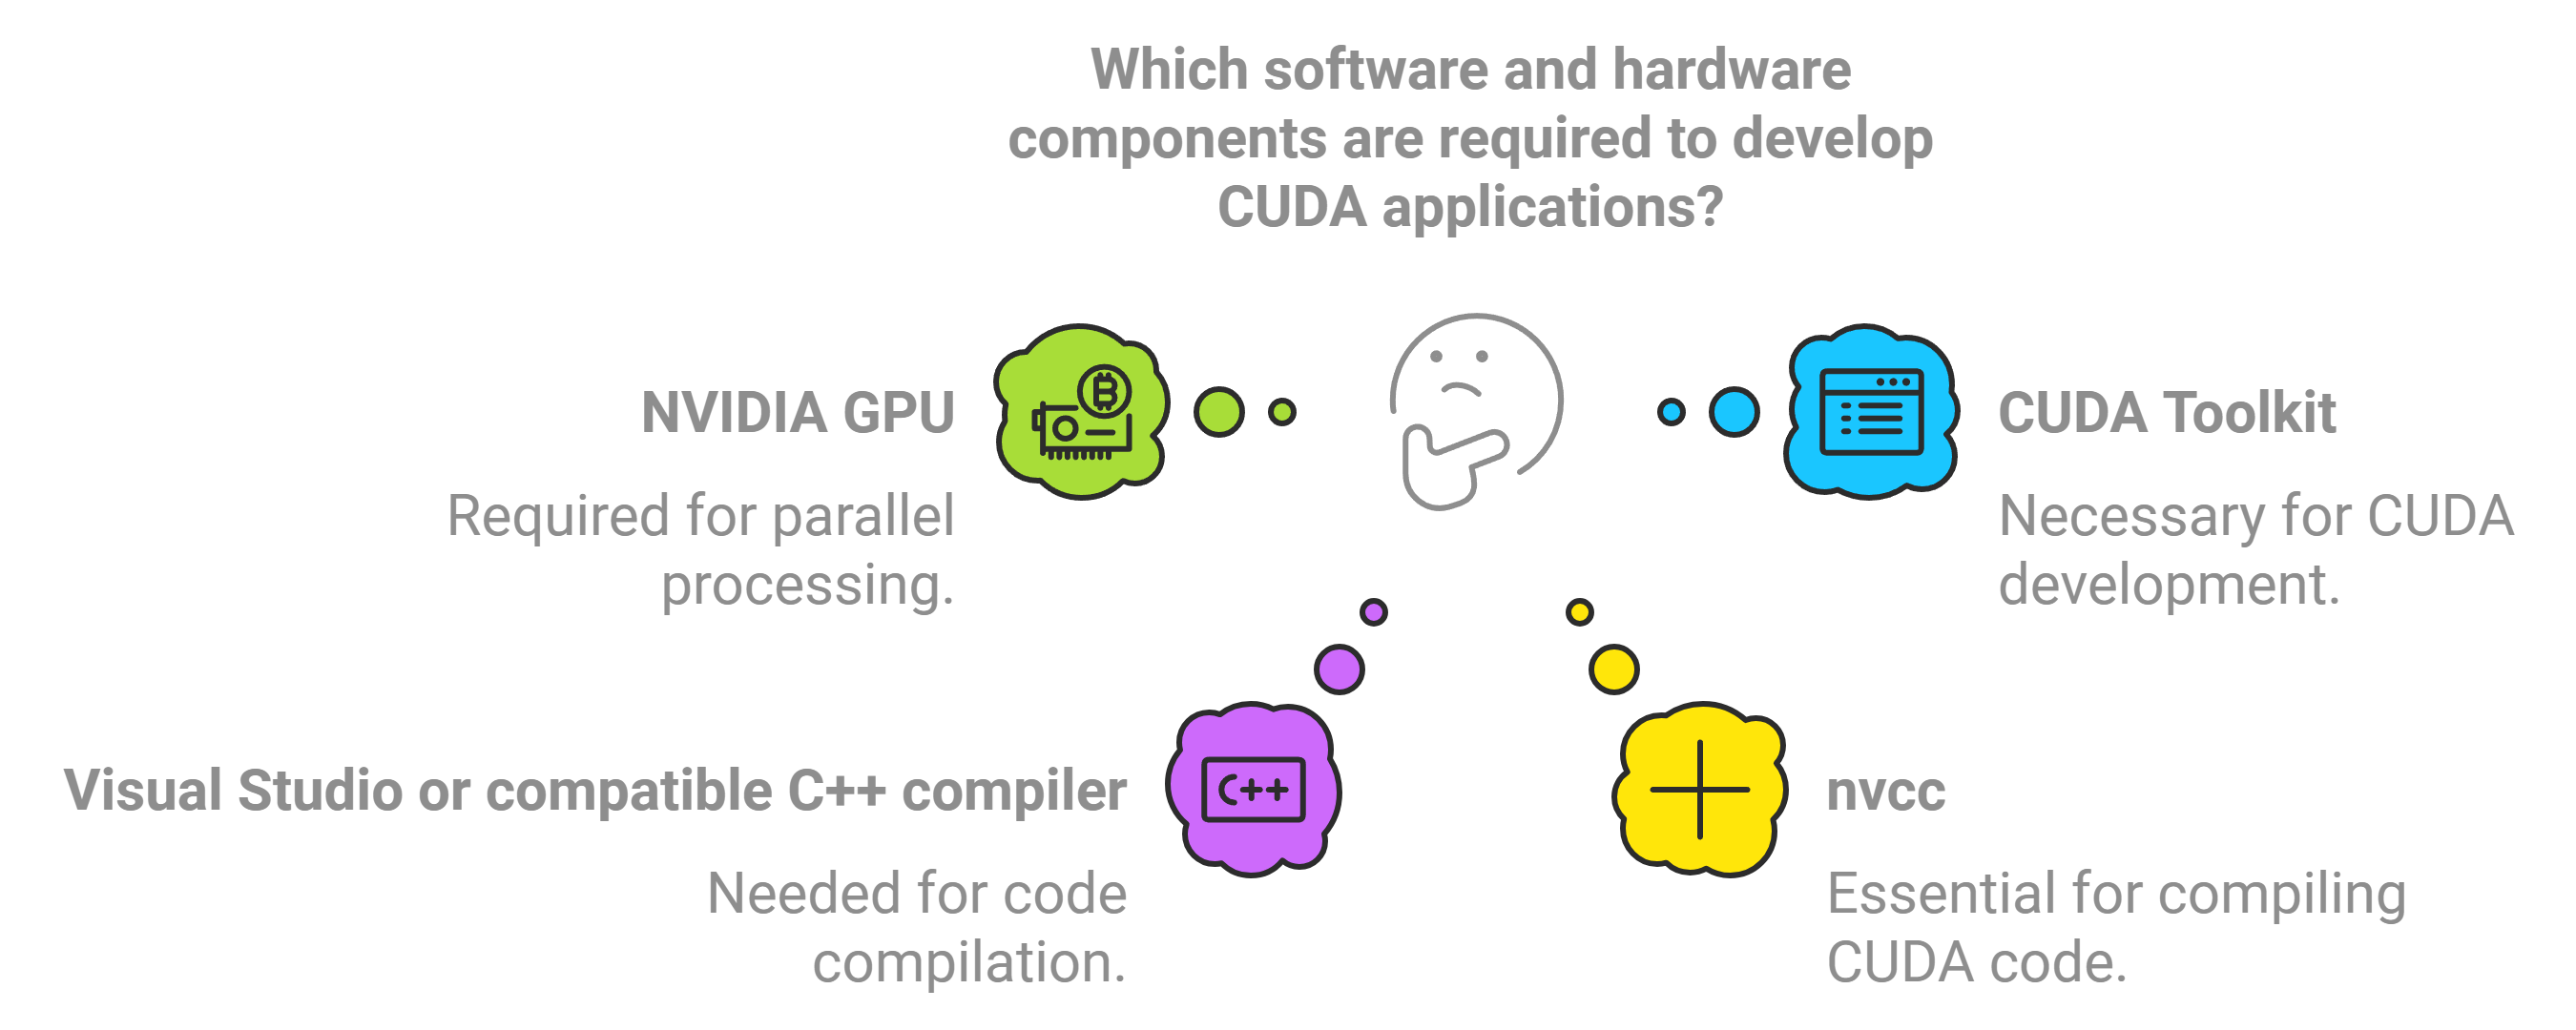 Which software and hardware
components are required to develop
CUDA applications?
NVIDIA GPU
Required for parallel
processing.
CUDA Toolkit
Necessary for CUDA
development.
Visual Studio or compatible C++ compiler
Needed for code
compilation.
C++
nvcc
Essential for compiling
CUDA code.